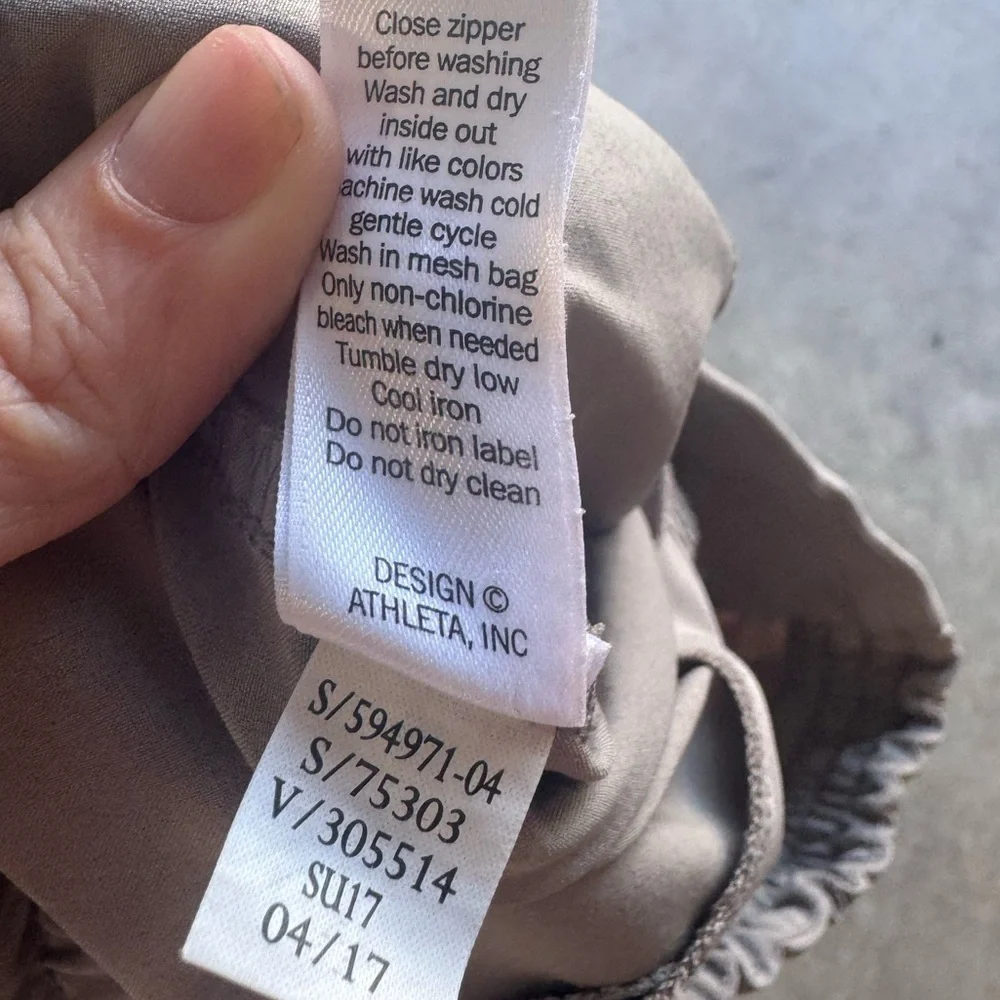 Close zipper
before washing
Wash and dry
inside out
with like colors
achine wash cold
gentle cycle
Wash in mesh bag
Only non-chlorine
bleach when needed
Tumble dry low
Cool iron
Do not iron label
Do not dry clean
DESIGN ©
ATHLETA, INC
S/594971-04
S/75303
V/305514
SU17
04/17